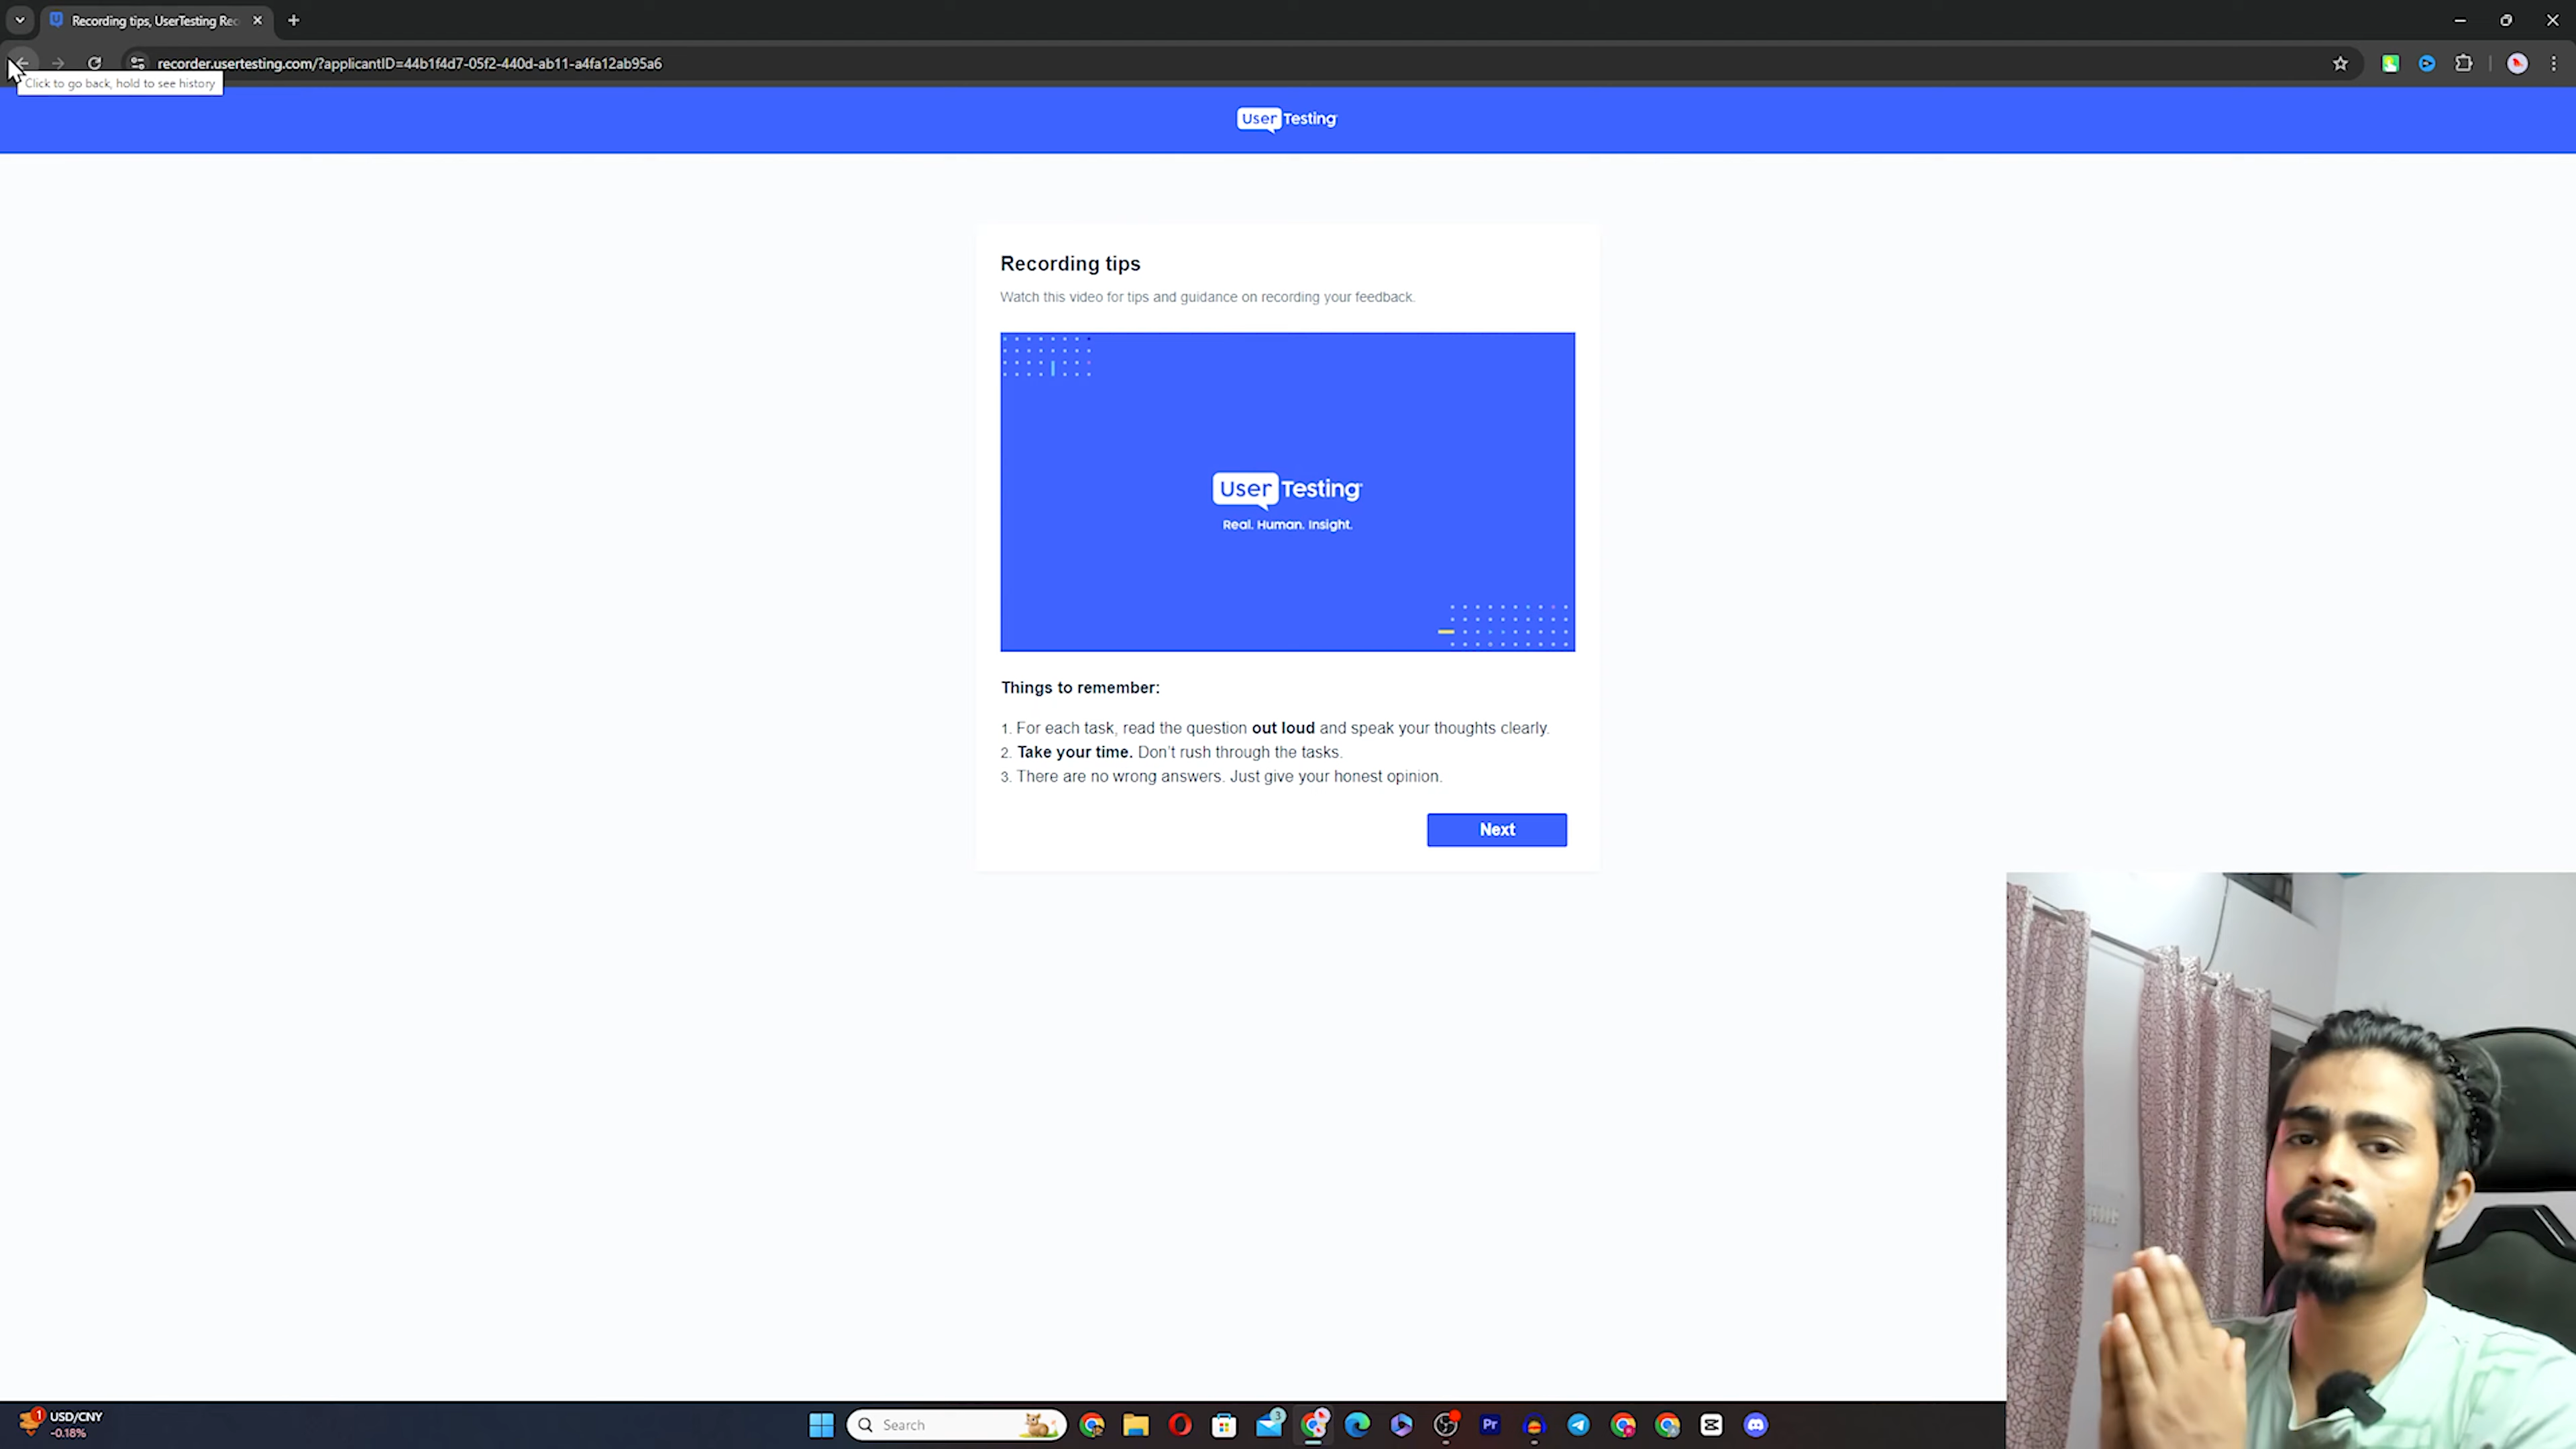 Recording tips, UserTesting Rec
recorder.usertesting.com/?applicantID=44b1f4d7-05f2-440d-ab11-a4fa12ab95a6
Click to go back, hold to see history
User Testing
Recording tips
Watch this video for tips and guidance on recording your feedback.
User Testing
Real. Human. Insight.
Things to remember:
1. For each task, read the question out loud and speak your thoughts clearly.
2. Take your time. Don't rush through the tasks.
3. There are no wrong answers. Just give your honest opinion.
Next
1
USD/CNY
-0.18%
Search
3
Pr